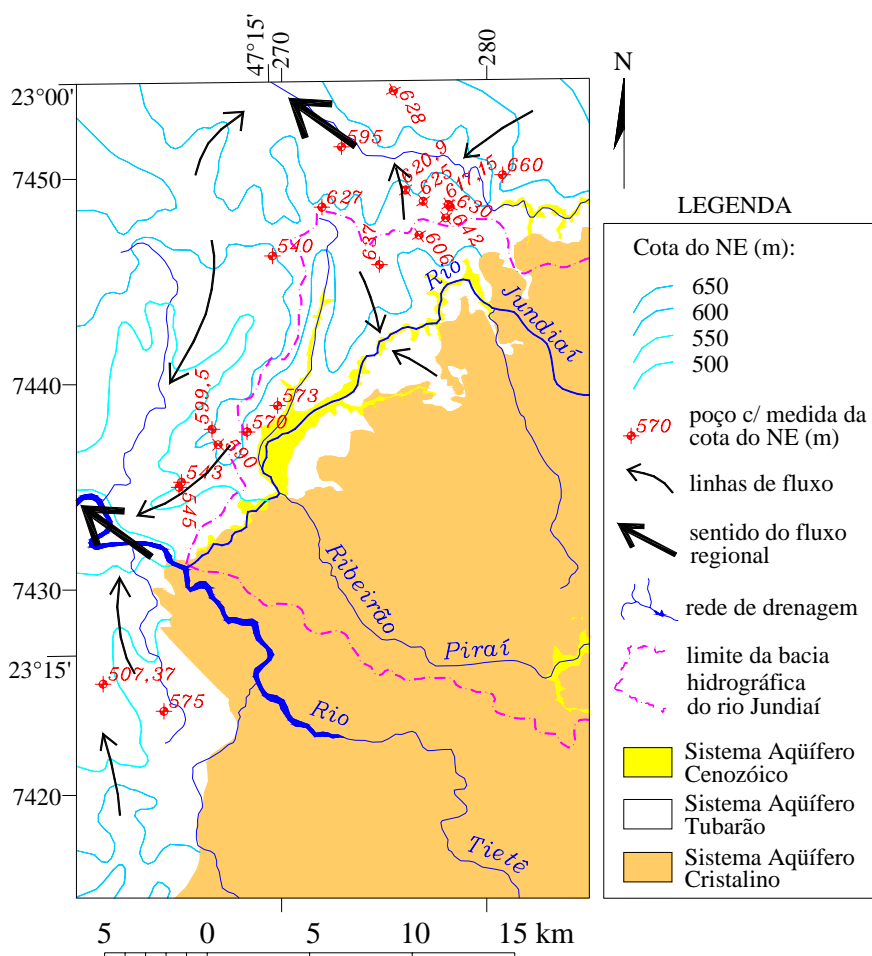 47°15'
270
280
23°00'
7450
7440
7430
23°15'
7420
628
595
620,9
625
617,15
660
630
642
627
637
606
540
Rio
Jundiaí
573
599,5
570
590
543
545
Ribeirão
Piraí
507,37
575
Rio
Tietê
5 0 5 10 15 km
N
LEGENDA
Cota do NE (m):
650
600
550
500
570
poço c/ medida da
cota do NE (m)
linhas de fluxo
sentido do fluxo
regional
rede de drenagem
limite da bacia
hidrográfica
do rio Jundiaí
Sistema Aqüífero
Cenozóico
Sistema Aqüífero
Tubarão
Sistema Aqüífero
Cristalino